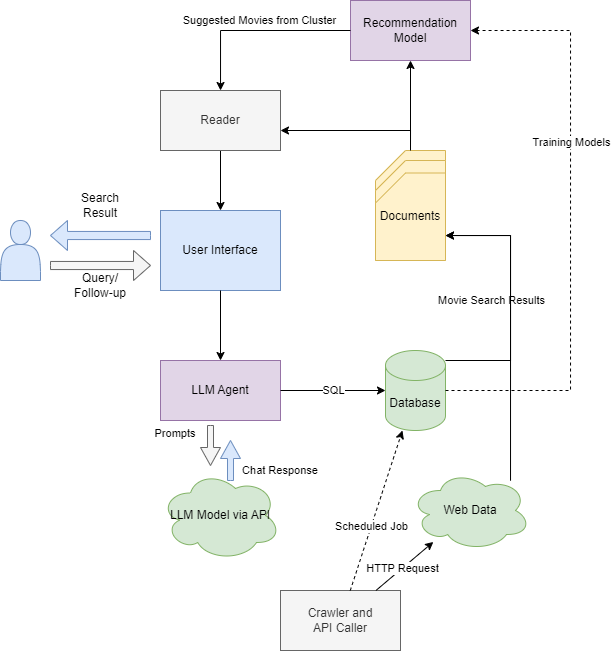 Suggested Movies from Cluster
Recommendation
Model
Reader
Training Models
Documents
Search
Result
User Interface
Query/
Follow-up
Movie Search Results
LLM Agent
SQL
Database
Prompts
Chat Response
LLM Model via API
Web Data
Scheduled Job
HTTP Request
Crawler and
API Caller